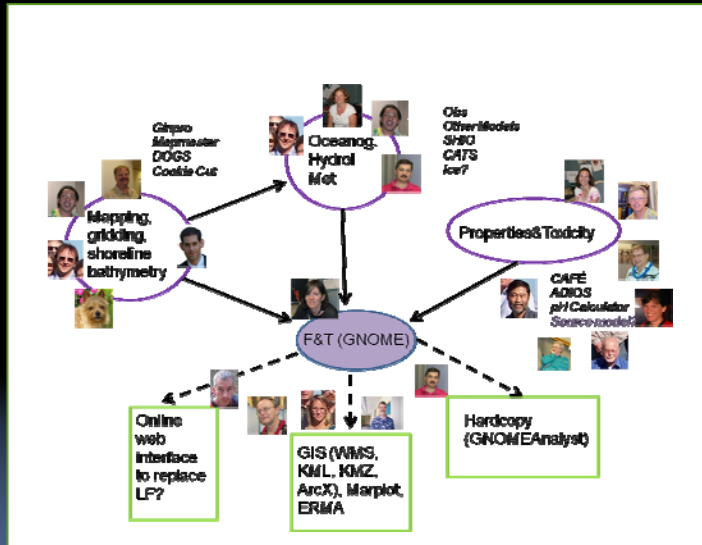 Ginpro
Mapmaster
DOGS
Cookie Cut
Oceanog.
Hydrol
Met
Obs
OtherModels
SHIO
CATS
Ice?
Mapping,
gridding,
shoreline
bathymetry
Properties&Toxicity
CAFÉ
ADIOS
pH Calculator
Source model?
F&T (GNOME)
Online
web
interface
to replace
LF?
GIS (WMS,
KML, KMZ,
ArcX), Marplot,
ERMA
Hardcopy
(GNOMEAnalyst)